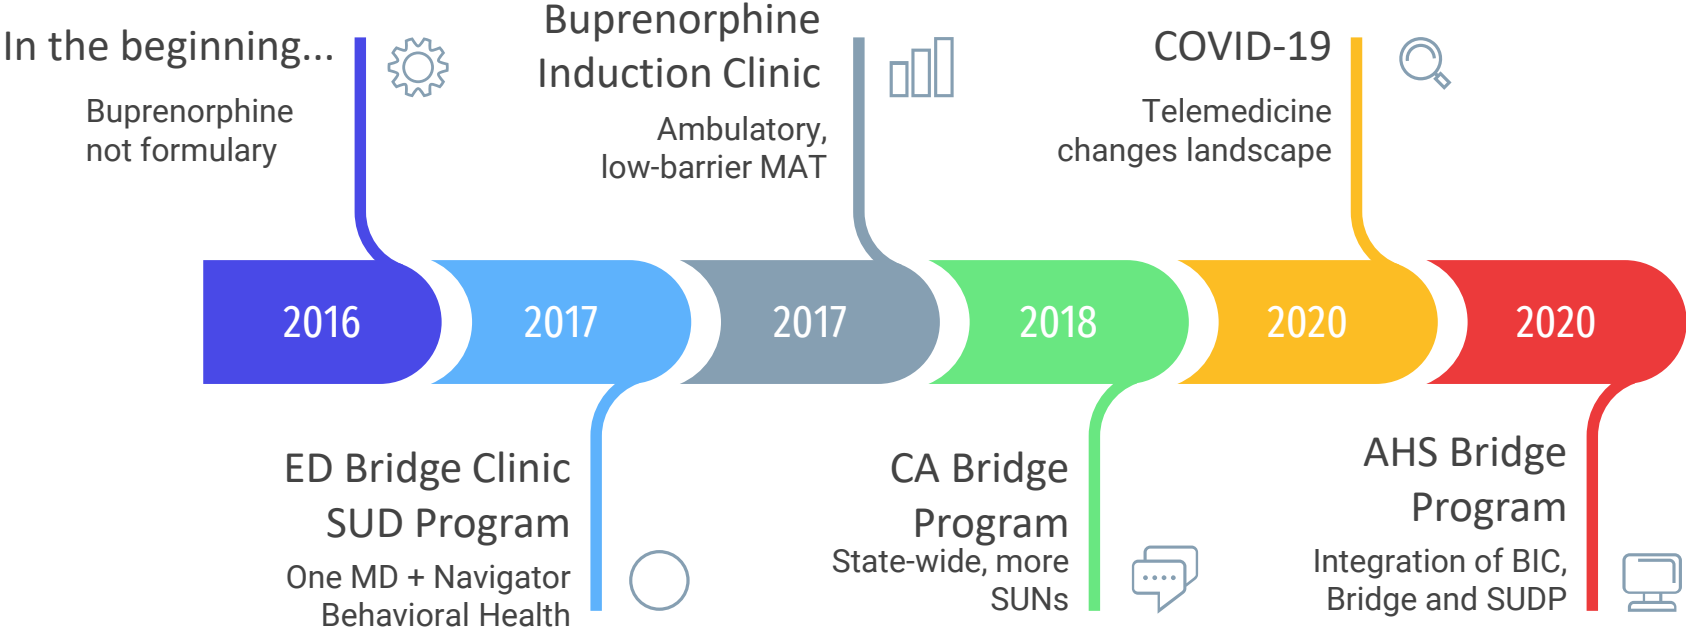 In the beginning...
Buprenorphine
not formulary
Buprenorphine
Induction Clinic
Ambulatory,
low-barrier MAT
COVID-19
Telemedicine
changes landscape
2016
2017
2017
2018
2020
2020
ED Bridge Clinic
SUD Program
One MD + Navigator
Behavioral Health
CA Bridge
Program
State-wide, more
SUNs
AHS Bridge
Program
Integration of BIC,
Bridge and SUDP